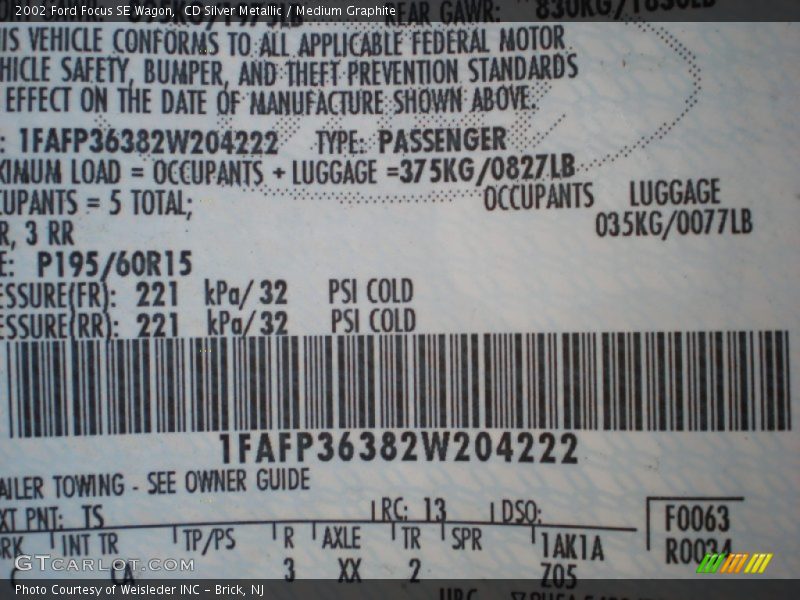 2002 Ford Focus SE Wagon, CD Silver Metallic / Medium Graphite
REAR GAWR: 830KG/1830LB
IS VEHICLE CONFORMS TO ALL APPLICABLE FEDERAL MOTOR
HICLE SAFETY, BUMPER, AND THEFT PREVENTION STANDARDS
EFFECT ON THE DATE OF MANUFACTURE SHOWN ABOVE.
: 1FAFP36382W204222 TYPE: PASSENGER
XIMUM LOAD = OCCUPANTS + LUGGAGE =375KG/0827LB
CUPANTS = 5 TOTAL; OCCUPANTS LUGGAGE
R, 3 RR 035KG/0077LB
E: P195/60R15
ESSURE(FR): 221 kPa/ 32 PSI COLD
ESSURE(RR): 221 kPa/ 32 PSI COLD
1FAFP36382W204222
AILER TOWING - SEE OWNER GUIDE
XT PNT: TS RC: 13 DSO: F0063
RK INT TR TP/PS R AXLE TR SPR 1AK1A R0034
C CA 3 XX 2 Z05
GTCARLOT.COM
Photo Courtesy of Weisleder INC – Brick, NJ